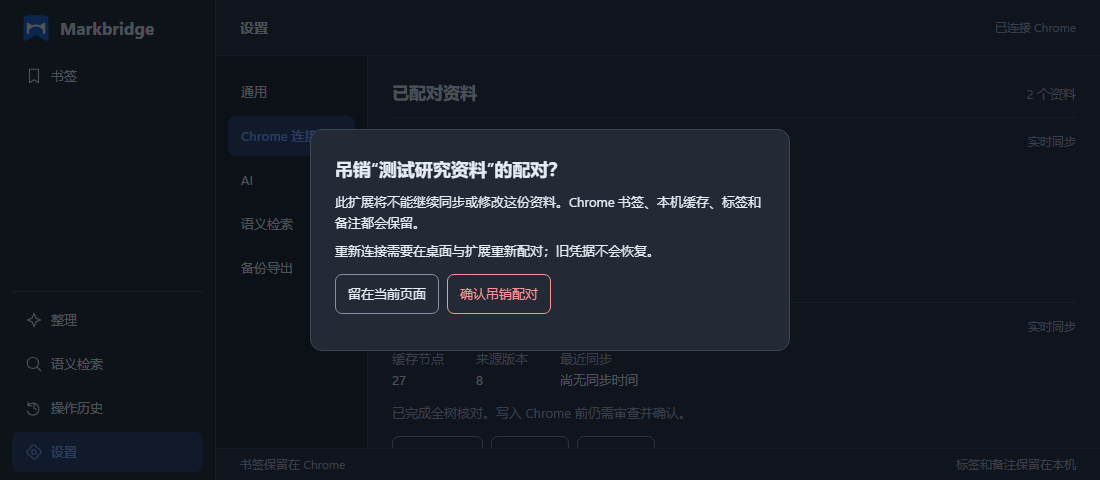 Markbridge
设置
已连接 Chrome
书签
通用
已配对资料
2 个资料
Chrome 连接
实时同步
吊销“测试研究资料”的配对？
AI
此扩展将不能继续同步或修改这份资料。Chrome 书签、本机缓存、标签和
备注都会保留。
语义检索
重新连接需要在桌面与扩展重新配对；旧凭据不会恢复。
备份导出
留在当前页面
确认吊销配对
整理
实时同步
语义检索
缓存节点
来源版本
最近同步
27
8
尚无同步时间
操作历史
已完成全树核对。写入 Chrome 前仍需审查并确认。
设置
书签保留在 Chrome
标签和备注保留在本机